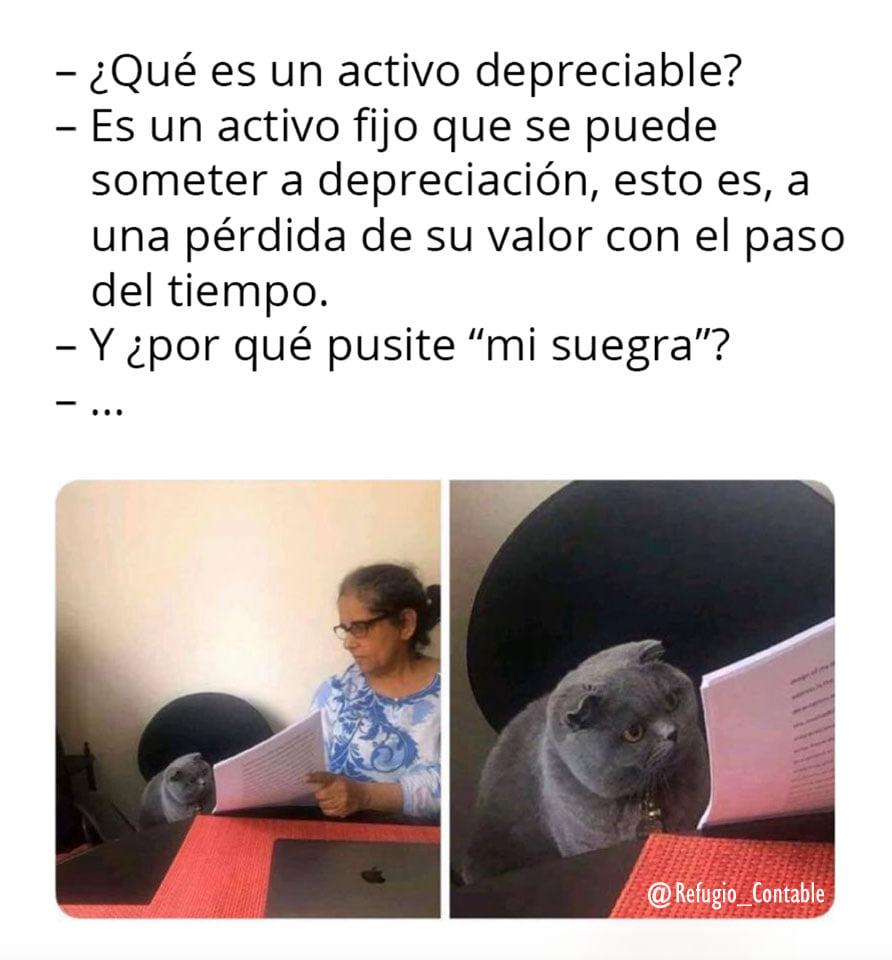 – ¿Qué es un activo depreciable?
– Es un activo fijo que se puede
someter a depreciación, esto es, a
una pérdida de su valor con el paso
del tiempo.
– Y ¿por qué pusite “mi suegra”?
– ...
@Refugio_Contable